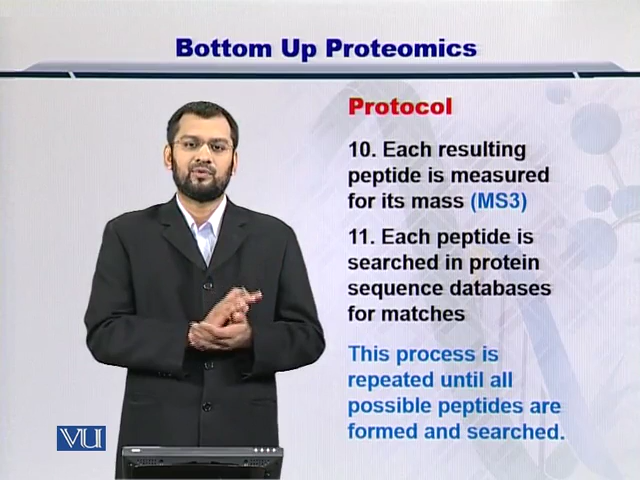 Bottom Up Proteomics
Protocol
10. Each resulting
peptide is measured
for its mass (MS3)
11. Each peptide is
searched in protein
sequence databases
for matches
This process is
repeated until all
possible peptides are
formed and searched.
VU